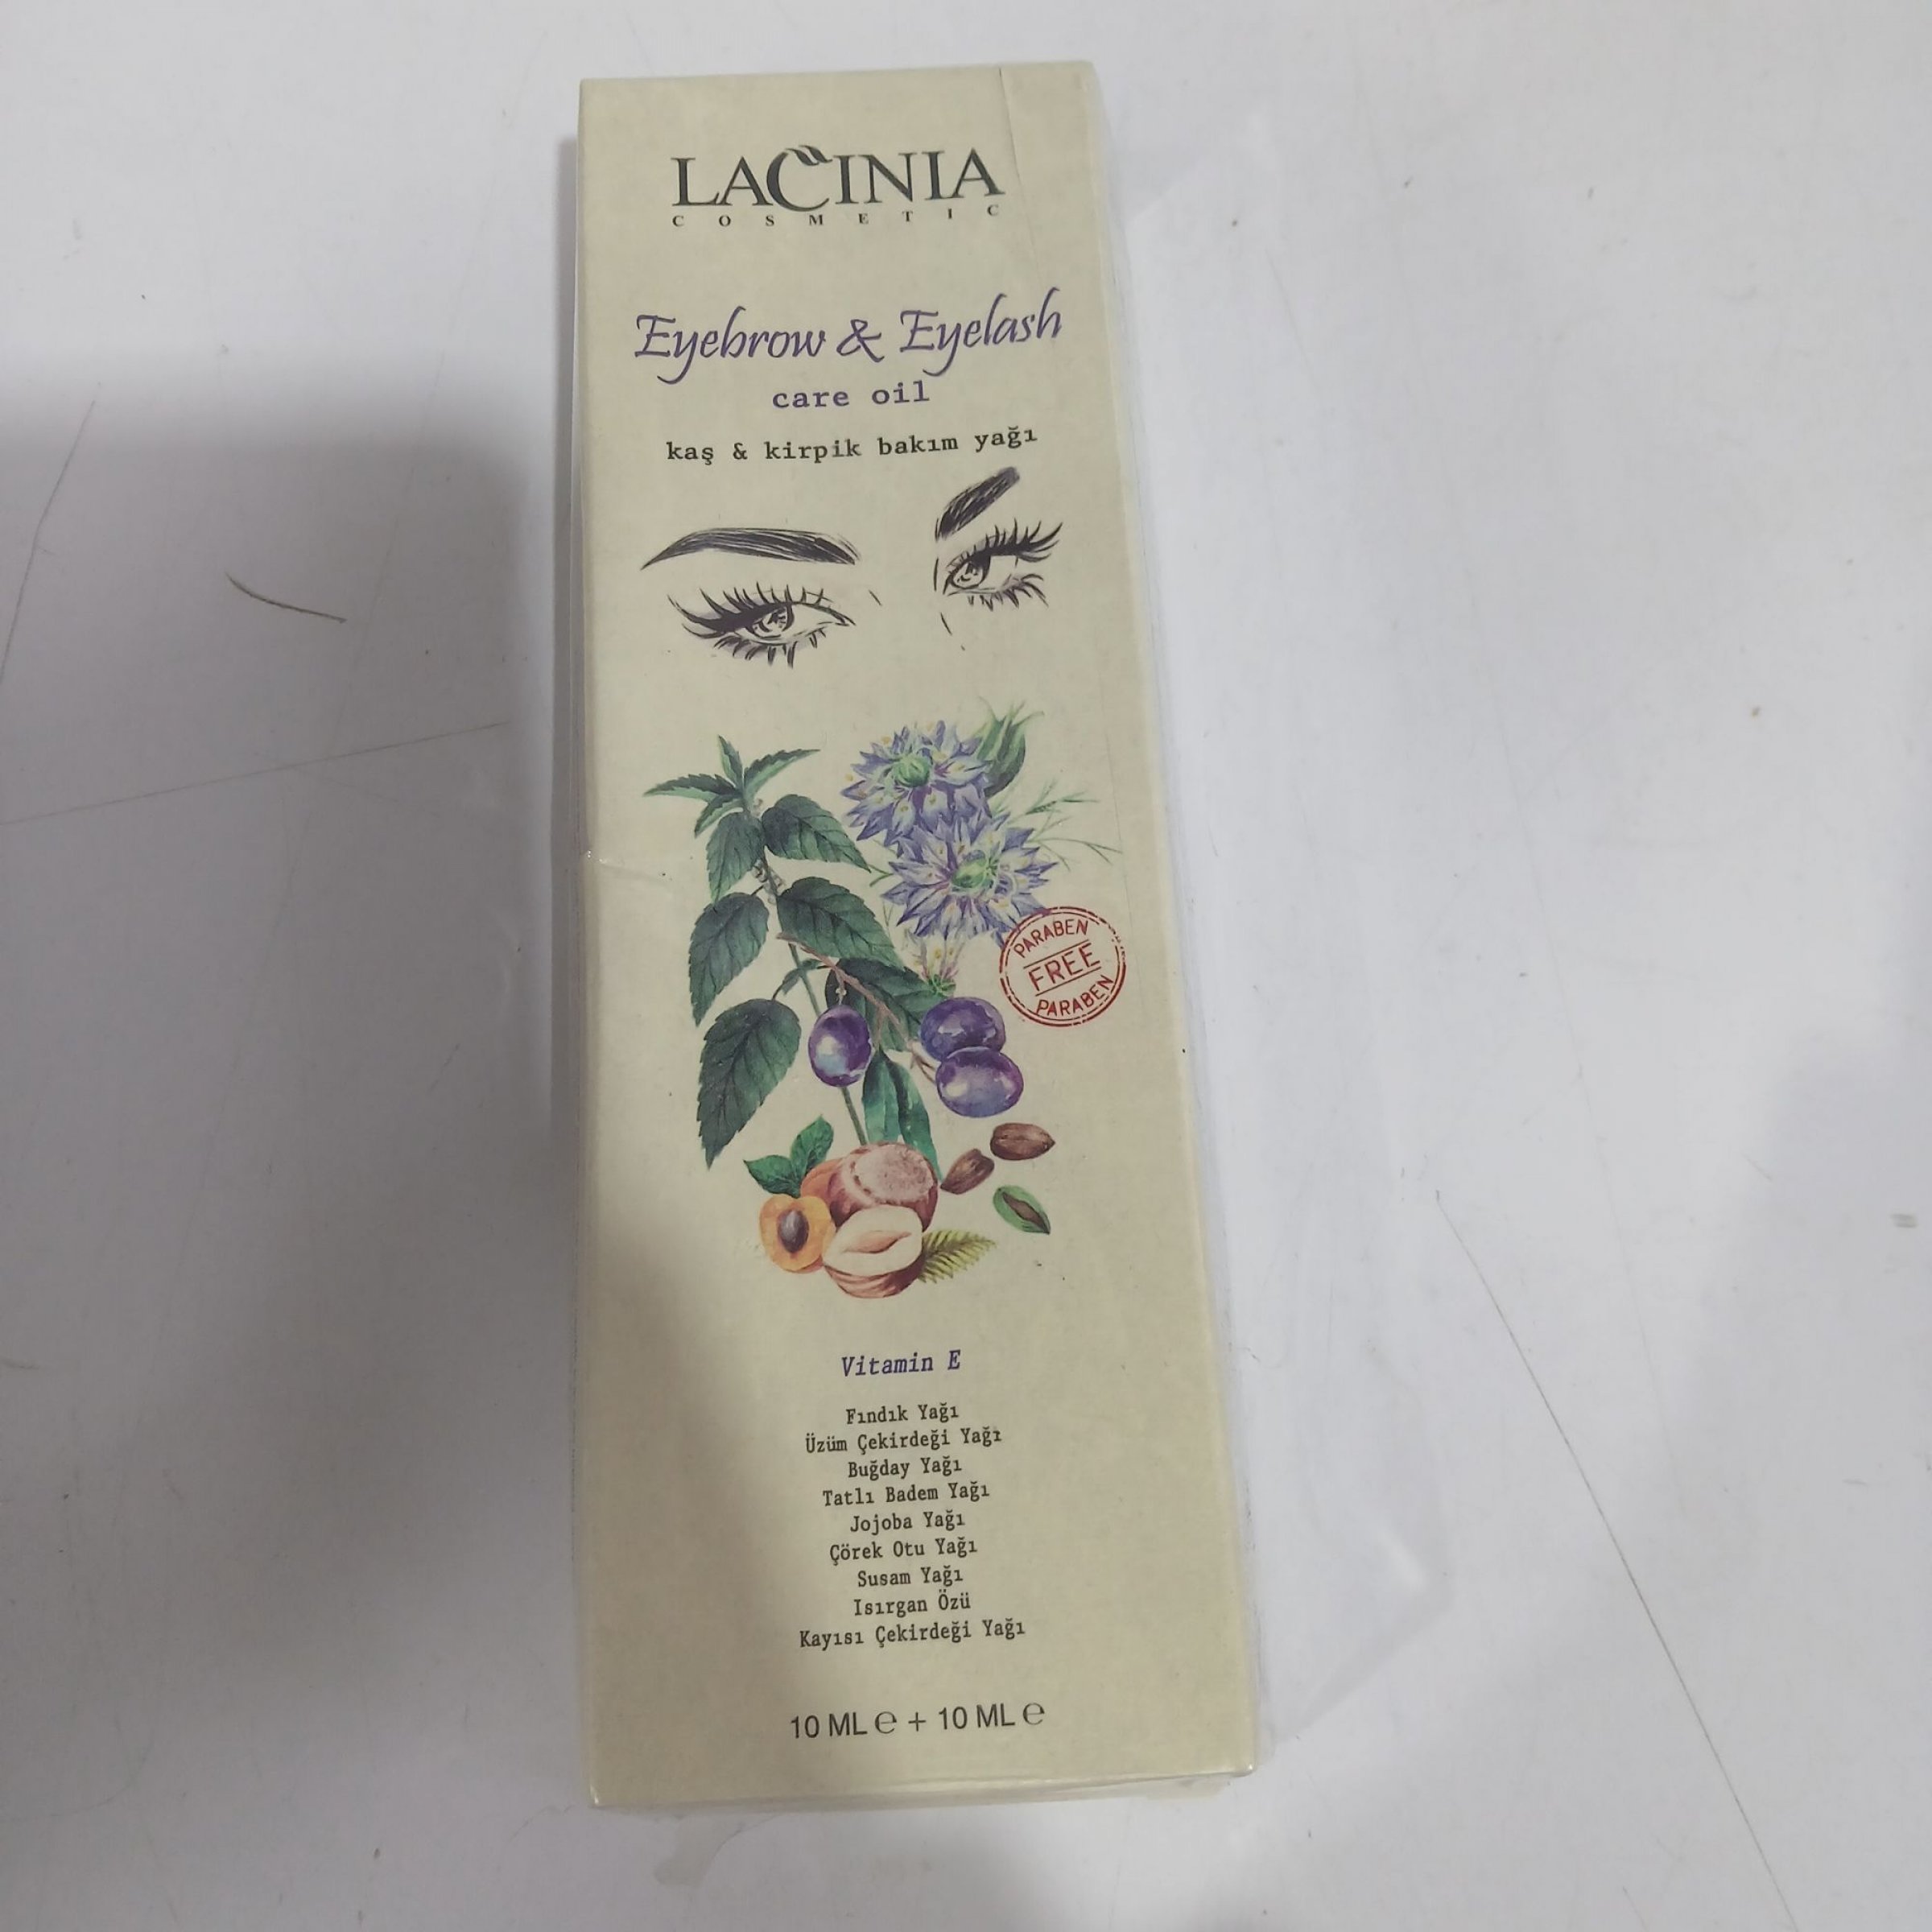 LACINIA
COSMETIC
Eyebrow & Eyelash
care oil
kaş & kirpik bakım yağı
PARABEN
FREE
PARABEN
Vitamin E
Fındık Yağı
Üzüm Çekirdeği Yağı
Buğday Yağı
Tatlı Badem Yağı
Jojoba Yağı
Çörek Otu Yağı
Susam Yağı
Isırgan Özü
Kayısı Çekirdeği Yağı
10 ML ℮ + 10 ML ℮